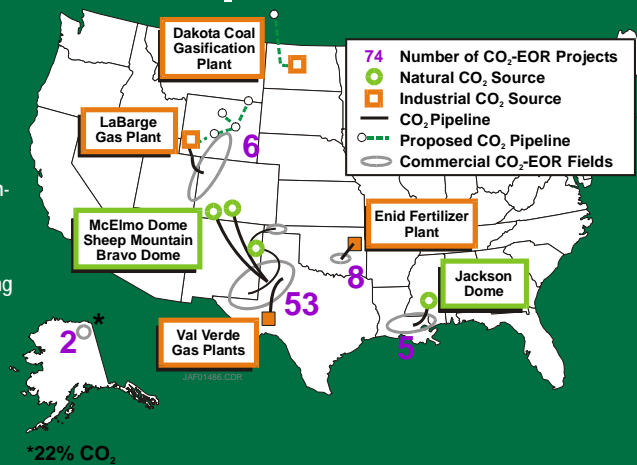 Dakota Coal
Gasification
Plant
74 Number of CO₂-EOR Projects
Natural CO₂ Source
Industrial CO₂ Source
CO₂ Pipeline
Proposed CO₂ Pipeline
Commercial CO₂-EOR Fields
LaBarge
Gas Plant
6
McElmo Dome
Sheep Mountain
Bravo Dome
Enid Fertilizer
Plant
8
Jackson
Dome
53
5
Val Verde
Gas Plants
JAF01486.CDR
2
*
*22% CO₂